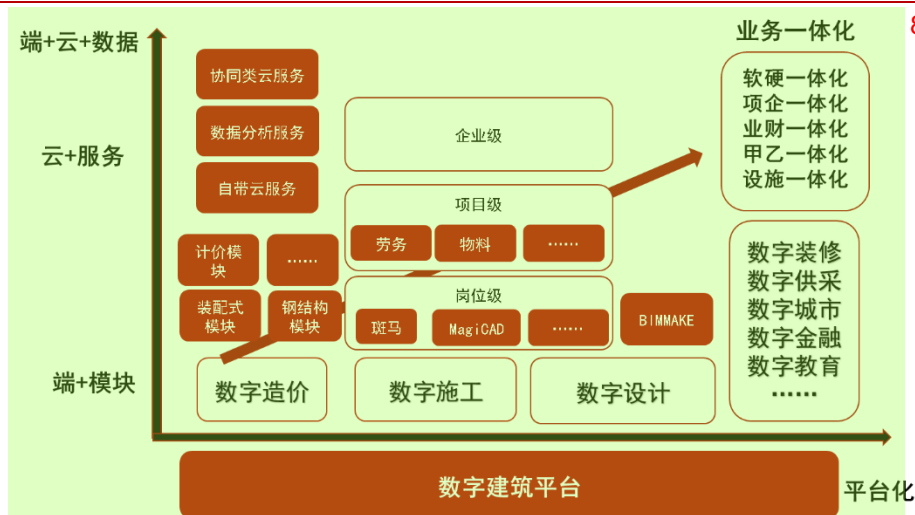 端+云+数据
云+服务
端+模块
协同类云服务
数据分析服务
自带云服务
计价模
块
……
装配式
模块
钢结构
模块
数字造价
企业级
项目级
劳务
物料
……
岗位级
斑马
MagiCAD
……
数字施工
BIMMAKE
数字设计
业务一体化
软硬一体化
项企一体化
业财一体化
甲乙一体化
设施一体化
数字装修
数字供采
数字城市
数字金融
数字教育
……
数字建筑平台
平台化